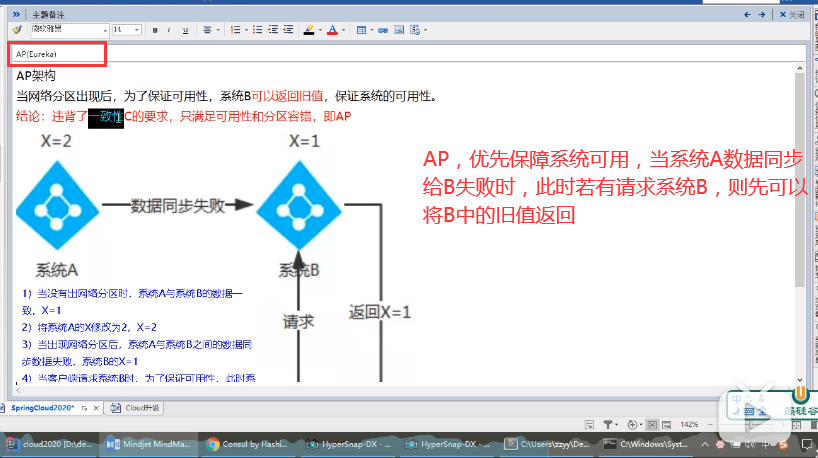 主题备注
关闭
微软雅黑
14
B I U
AP(Eureka)
AP架构
当网络分区出现后，为了保证可用性，系统B可以返回旧值，保证系统的可用性。
结论：违背了一致性C的要求，只满足可用性和分区容错，即AP
X=2
X=1
AP，优先保障系统可用，当系统A数据同步
给B失败时，此时若有请求系统B，则先可以
将B中的旧值返回
数据同步失败
系统A
系统B
1）当没有出网络分区时，系统A与系统B的数据一
致，X=1
2）将系统A的X修改为2，X=2
3）当出现网络分区后，系统A与系统B之间的数据同
步数据失败，系统B的X=1
4）当客户端请求系统B时，为了保证可用性，此时系
请求
返回X=1
SpringCloud2020*
Cloud升级
142%
cloud2020 [D:\de...
Mindjet MindMa...
Consul by Hashi...
HyperSnap-DX - ...
HyperSnap-DX - ...
C:\Users\zzyy\De...
C:\Windows\Syst...